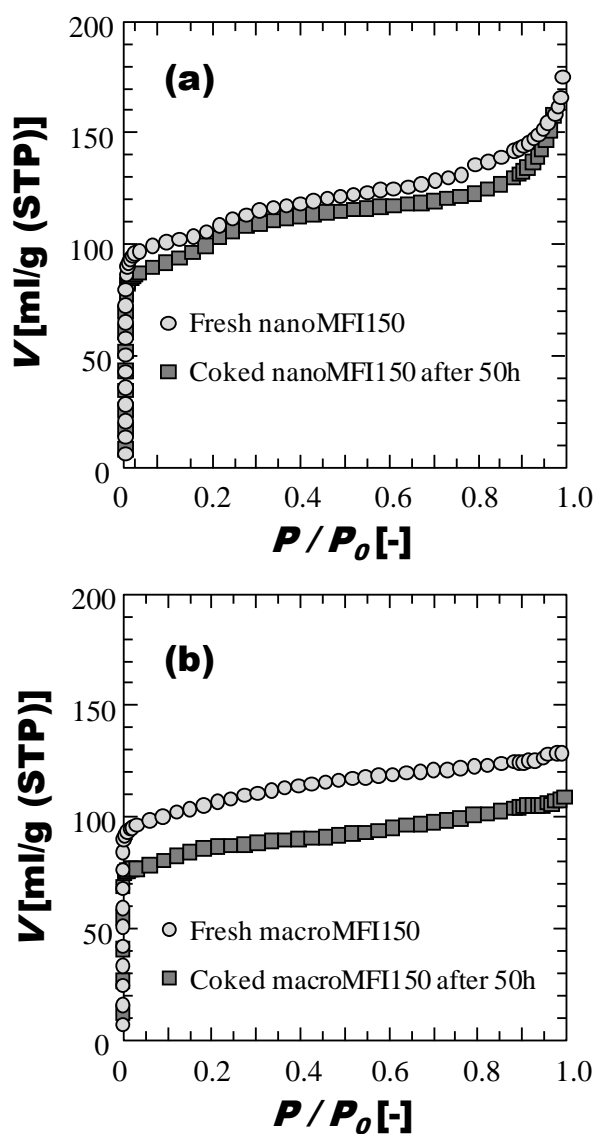 200
(a)
150
V [ml/g (STP)]
100
Fresh nanoMFI150
50
Coked nanoMFI150 after 50h
0
0 0.2 0.4 0.6 0.8 1.0
P / P0 [-]
200
(b)
150
V [ml/g (STP)]
100
50
Fresh macroMFI150
Coked macroMFI150 after 50h
0
0 0.2 0.4 0.6 0.8 1.0
P / P0 [-]